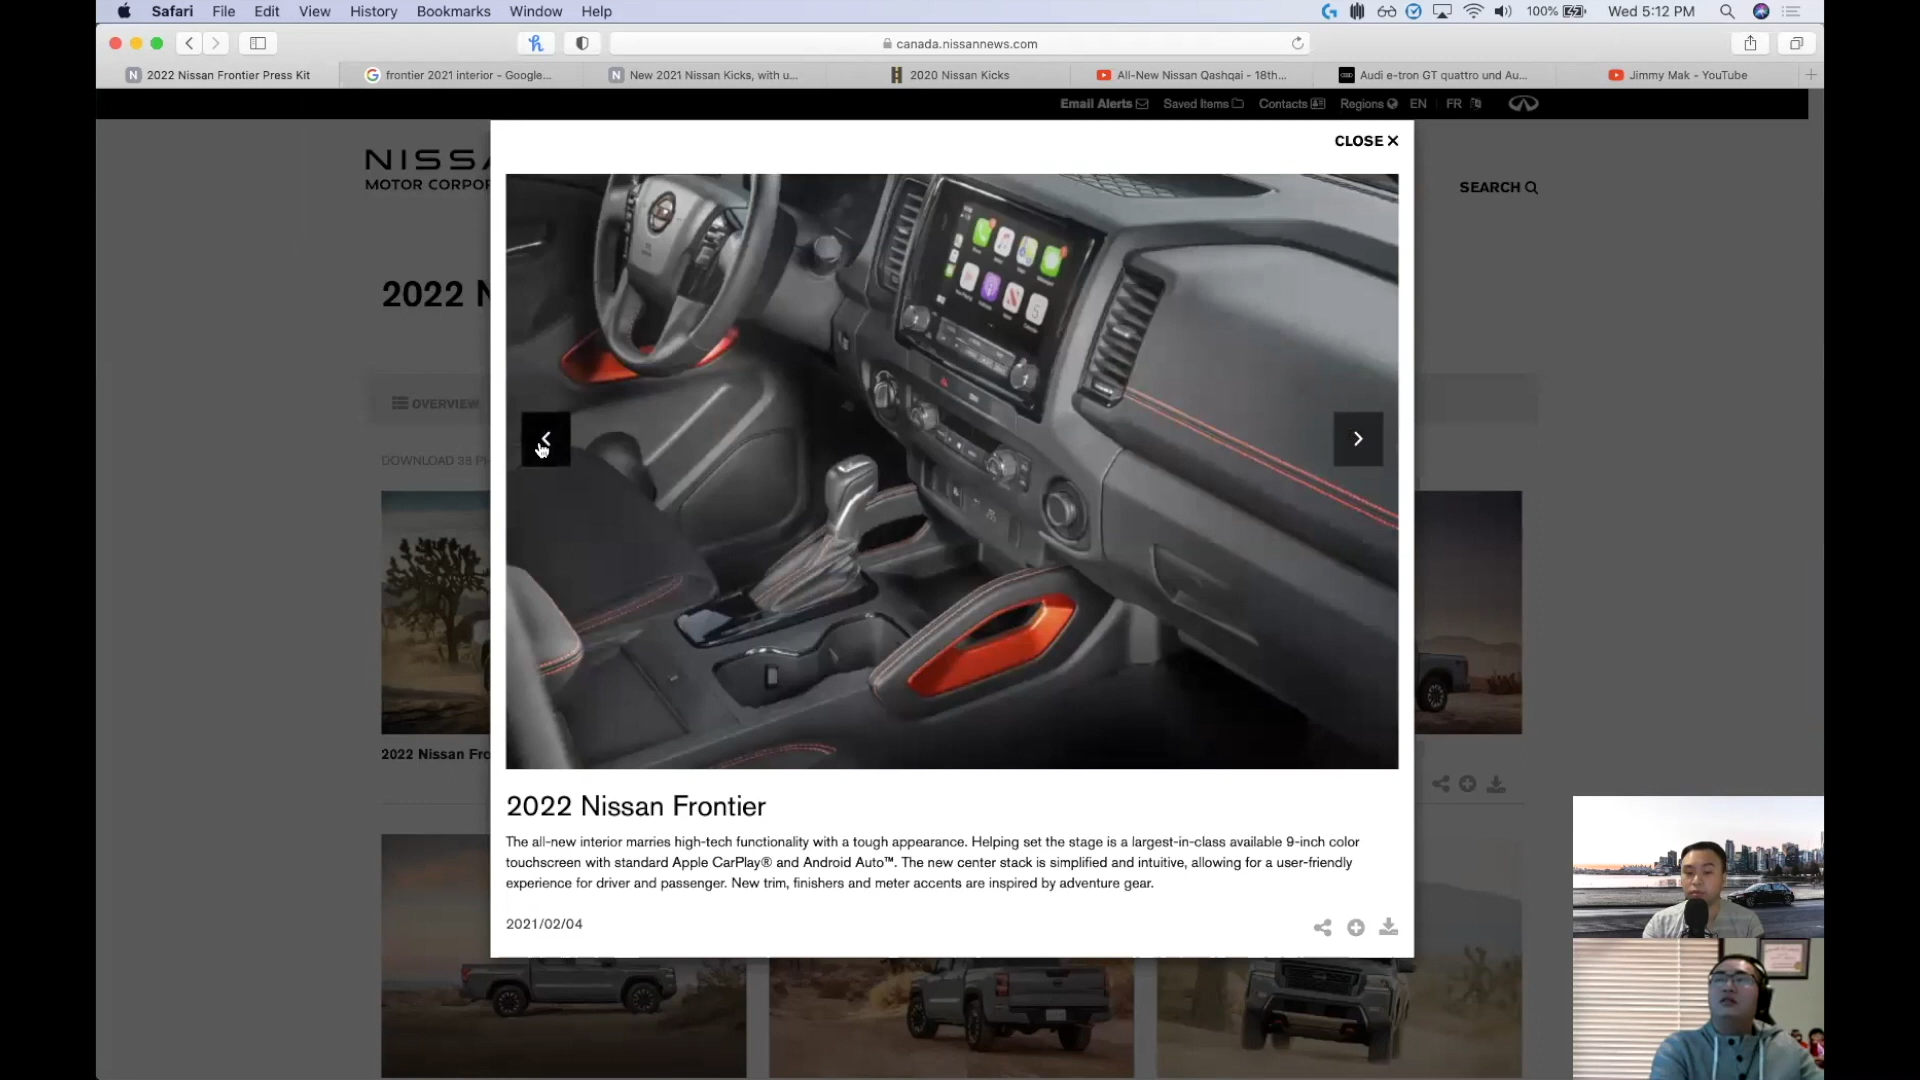 Safari File Edit View History Bookmarks Window Help 100% Wed 5:12 PM
canada.nissannews.com
2022 Nissan Frontier Press Kit
frontier 2021 interior - Google...
New 2021 Nissan Kicks, with u...
2020 Nissan Kicks
All-New Nissan Qashqai - 18th...
Audi e-tron GT quattro und Au...
Jimmy Mak - YouTube
Email Alerts Saved Items Contacts Regions EN FR
CLOSE
NISSA
MOTOR CORPO
SEARCH
2022 N
OVERVIEW
DOWNLOAD 38 PH
2022 Nissan Fro
2022 Nissan Frontier
The all-new interior marries high-tech functionality with a tough appearance. Helping set the stage is a largest-in-class available 9-inch color
touchscreen with standard Apple CarPlay® and Android Auto™. The new center stack is simplified and intuitive, allowing for a user-friendly
experience for driver and passenger. New trim, finishers and meter accents are inspired by adventure gear.
2021/02/04